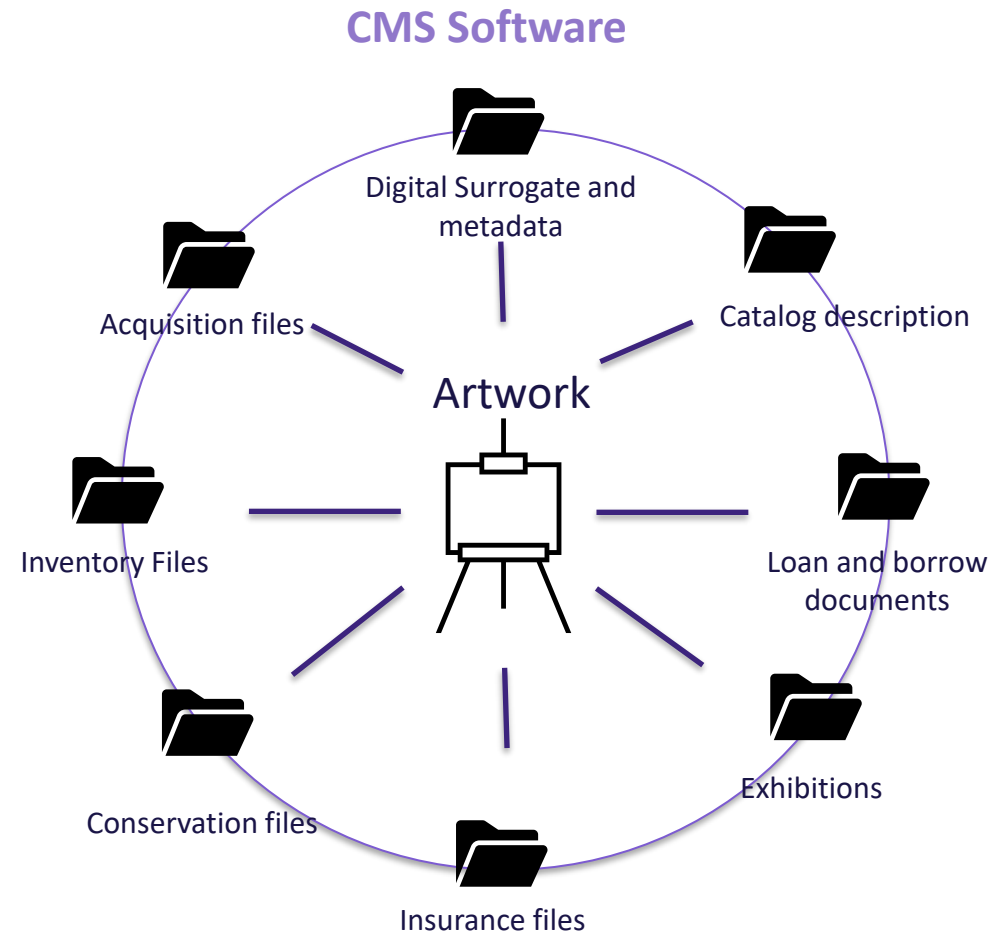 CMS Software
Digital Surrogate and
metadata
Acquisition files
Catalog description
Artwork
Inventory Files
Loan and borrow
documents
Exhibitions
Conservation files
Insurance files